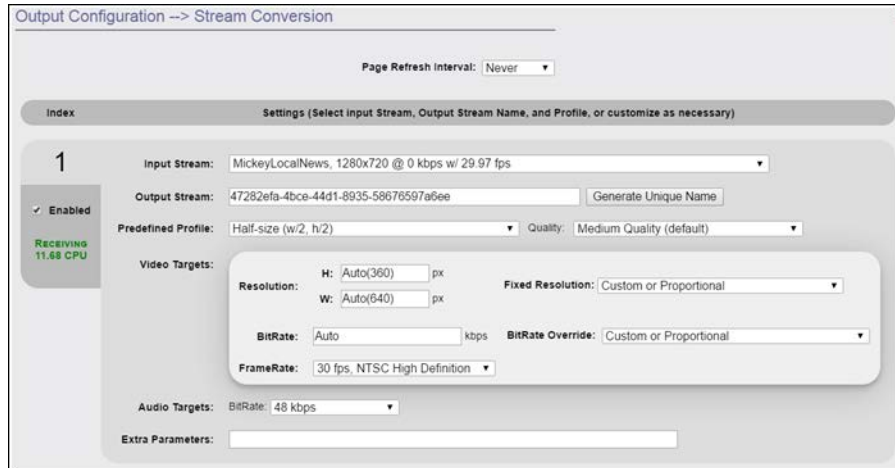 Output Configuration --> Stream Conversion
Page Refresh Interval: Never
Index Settings (Select input Stream, Output Stream Name, and Profile, or customize as necessary)
1 Input Stream: MickeyLocalNews, 1280x720 @ 0 kbps w/ 29.97 fps
Enabled Output Stream: 47282efa-4bce-44d1-8935-58676597a6ee Generate Unique Name
Predefined Profile: Half-size (w/2, h/2) Quality: Medium Quality (default)
RECEIVING
11.68 CPU
Video Targets:
Resolution: H: Auto(360) px Fixed Resolution: Custom or Proportional
W: Auto(640) px
BitRate: Auto kbps BitRate Override: Custom or Proportional
FrameRate: 30 fps, NTSC High Definition
Audio Targets: BitRate: 48 kbps
Extra Parameters: